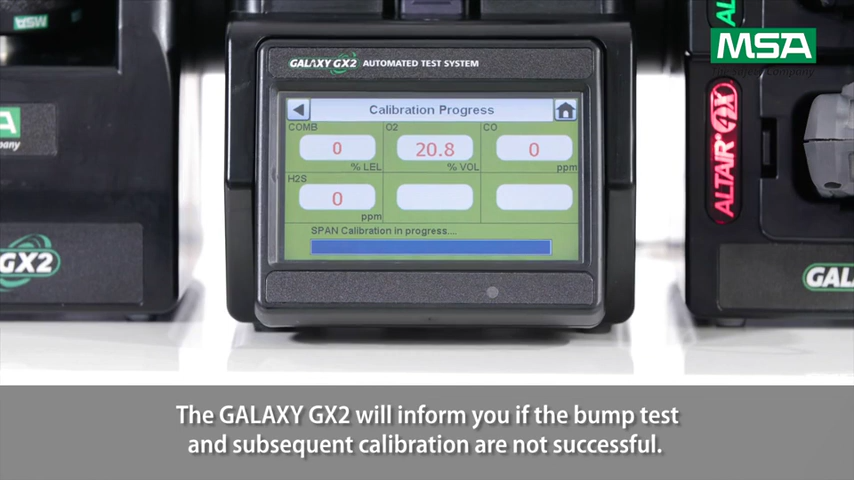 MSA
GALAXY GX2 AUTOMATED TEST SYSTEM
Calibration Progress
COMB
O2
CO
0
20.8
0
% LEL
% VOL
ppm
H2S
0
ppm
SPAN Calibration in progress....
MSA
ALTAIR 4X
GX2
GAL
The GALAXY GX2 will inform you if the bump test
and subsequent calibration are not successful.